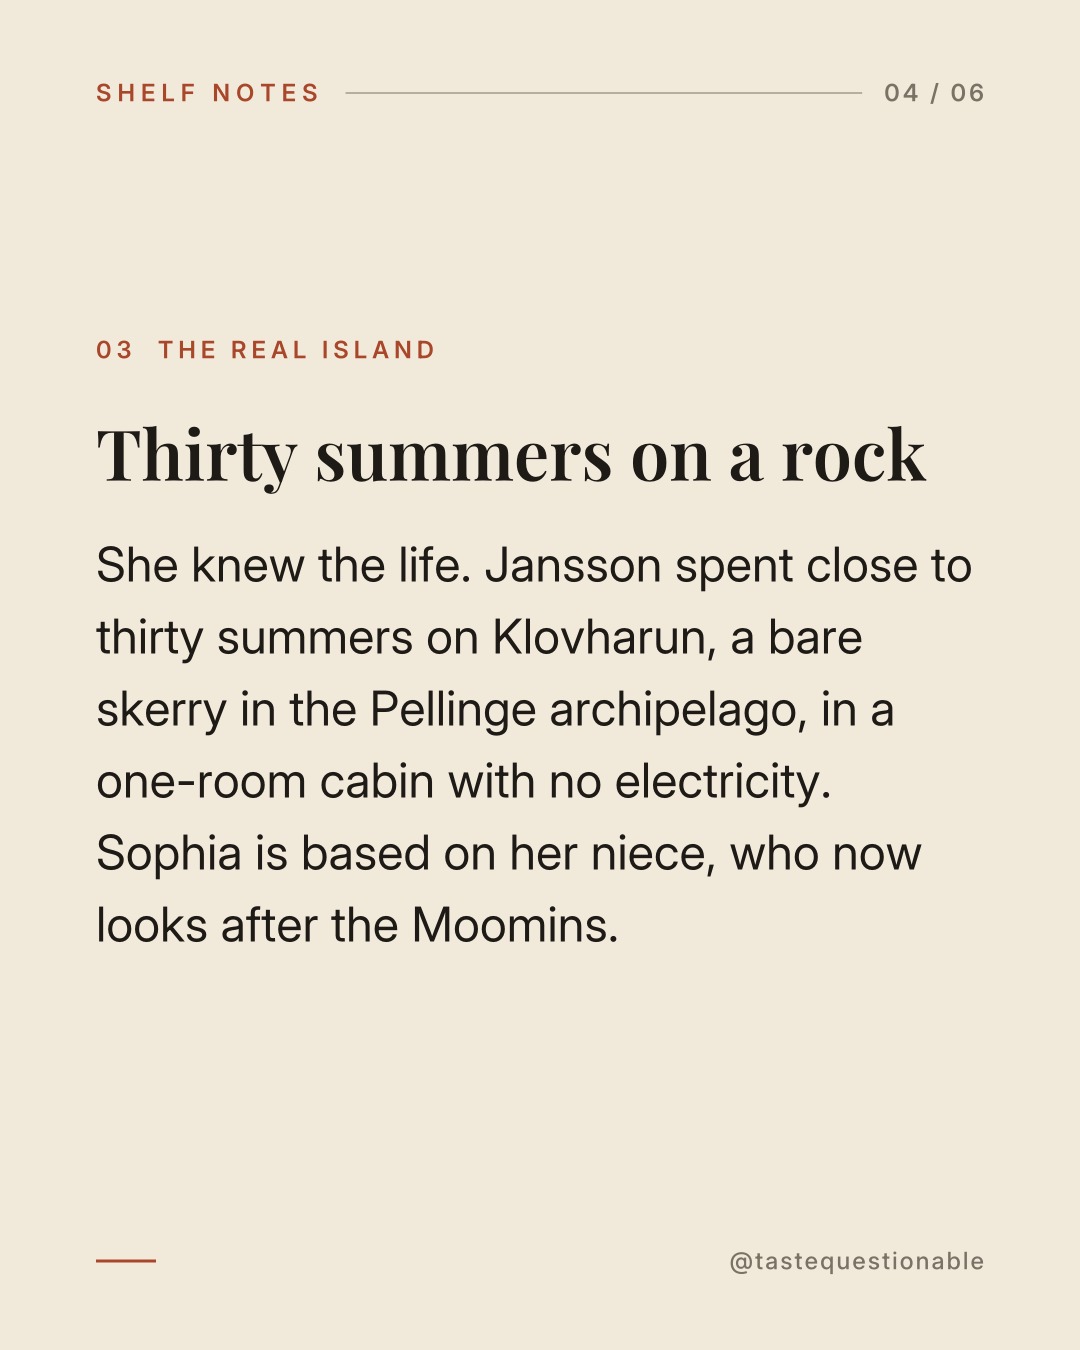 SHELF NOTES 04 / 06
03 THE REAL ISLAND
Thirty summers on a rock
She knew the life. Jansson spent close to
thirty summers on Klovharun, a bare
skerry in the Pellinge archipelago, in a
one-room cabin with no electricity.
Sophia is based on her niece, who now
looks after the Moomins.
@tastequestionable